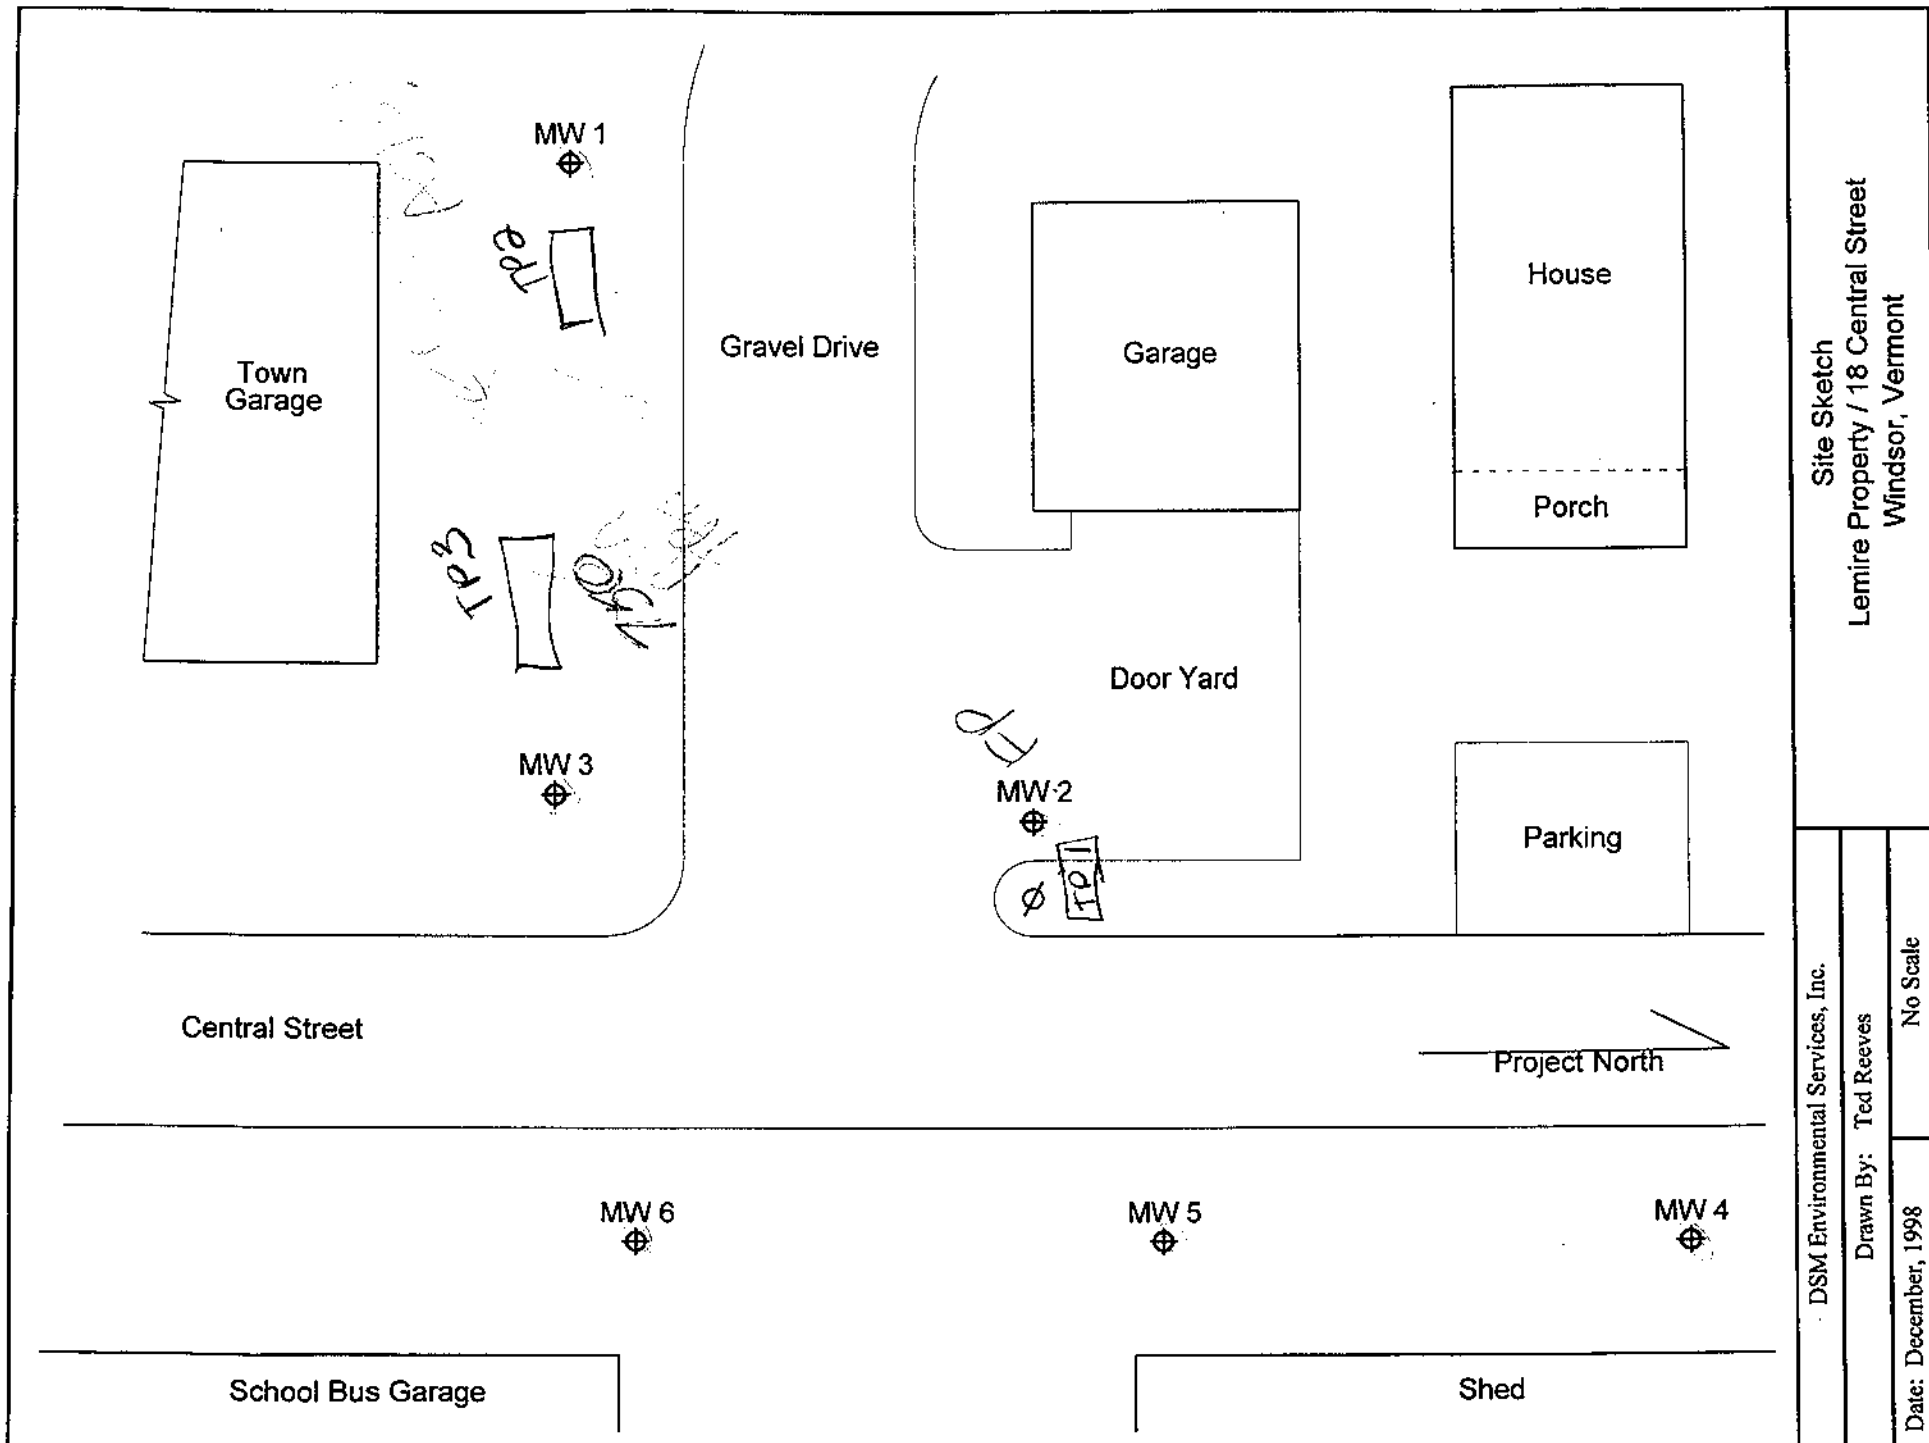 MW 1
TP2
Town
Garage
Gravel Drive
Garage
House
Porch
TP3
Door Yard
MW 3
MW 2
TP1
Parking
Central Street
Project North
MW 6
MW 5
MW 4
School Bus Garage
Shed
Site Sketch
Lemire Property / 18 Central Street
Windsor, Vermont
DSM Environmental Services, Inc.
Drawn By: Ted Reeves
No Scale
Date: December, 1998